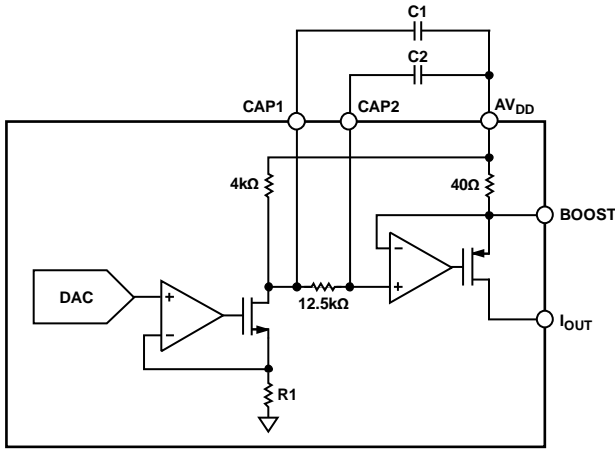 C1
C2
CAP1
CAP2
AVDD
4kΩ
40Ω
BOOST
DAC
+
−
12.5kΩ
−
+
IOUT
R1